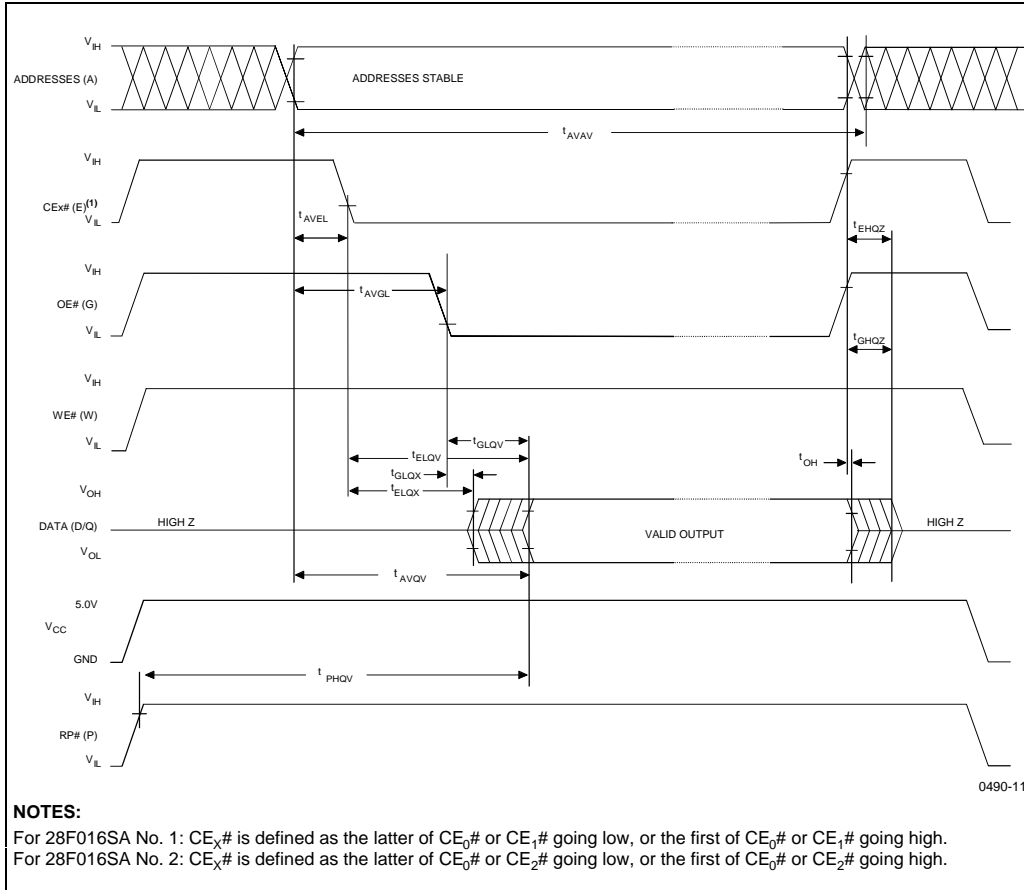 V_IH
ADDRESSES (A)
V_IL
ADDRESSES STABLE
t_AVAV
V_IH
CEx# (E)(1)
V_IL
t_AVEL
t_EHQZ
V_IH
OE# (G)
V_IL
t_AVGL
t_GHQZ
V_IH
WE# (W)
V_IL
t_GLQV
t_ELQV
t_GLQX
t_ELQX
t_OH
V_OH
DATA (D/Q)
V_OL
HIGH Z
VALID OUTPUT
HIGH Z
t_AVQV
5.0V
V_CC
GND
t_PHQV
V_IH
RP# (P)
V_IL
0490-11
NOTES:
For 28F016SA No. 1: CE_X# is defined as the latter of CE_0# or CE_1# going low, or the first of CE_0# or CE_1# going high.
For 28F016SA No. 2: CE_X# is defined as the latter of CE_0# or CE_2# going low, or the first of CE_0# or CE_2# going high.